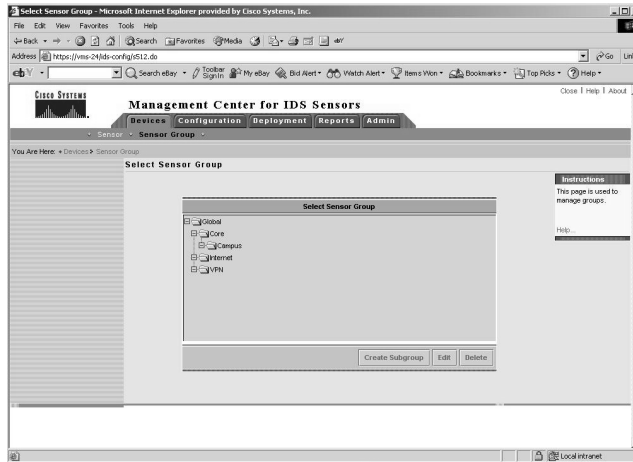 Select Sensor Group - Microsoft Internet Explorer provided by Cisco Systems, Inc.
File Edit View Favorites Tools Help
Back Search Favorites Media
Address https://vms-24/ids-config/s512.do Go
Search eBay Toolbar Sign In My eBay Bid Alert Watch Alert Items Won Bookmarks Top Picks Help
Close | Help | About
CISCO SYSTEMS
Management Center for IDS Sensors
Devices Configuration Deployment Reports Admin
Sensor Sensor Group
You Are Here: Devices Sensor Group
Select Sensor Group
Instructions
This page is used to
manage groups.
Help...
Select Sensor Group
Global
Core
Campus
Internet
VPN
Create Subgroup Edit Delete
Local intranet